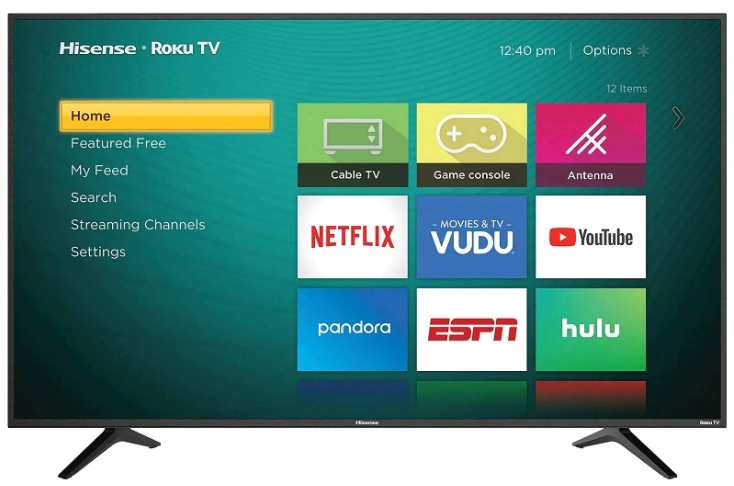 Hisense • Roku TV
12:40 pm | Options *
12 Items
Home
Featured Free
My Feed
Search
Streaming Channels
Settings
Cable TV
Game console
Antenna
NETFLIX
– MOVIES & TV –
VUDU
YouTube
pandora
ESPN
hulu
Hisense
Roku TV